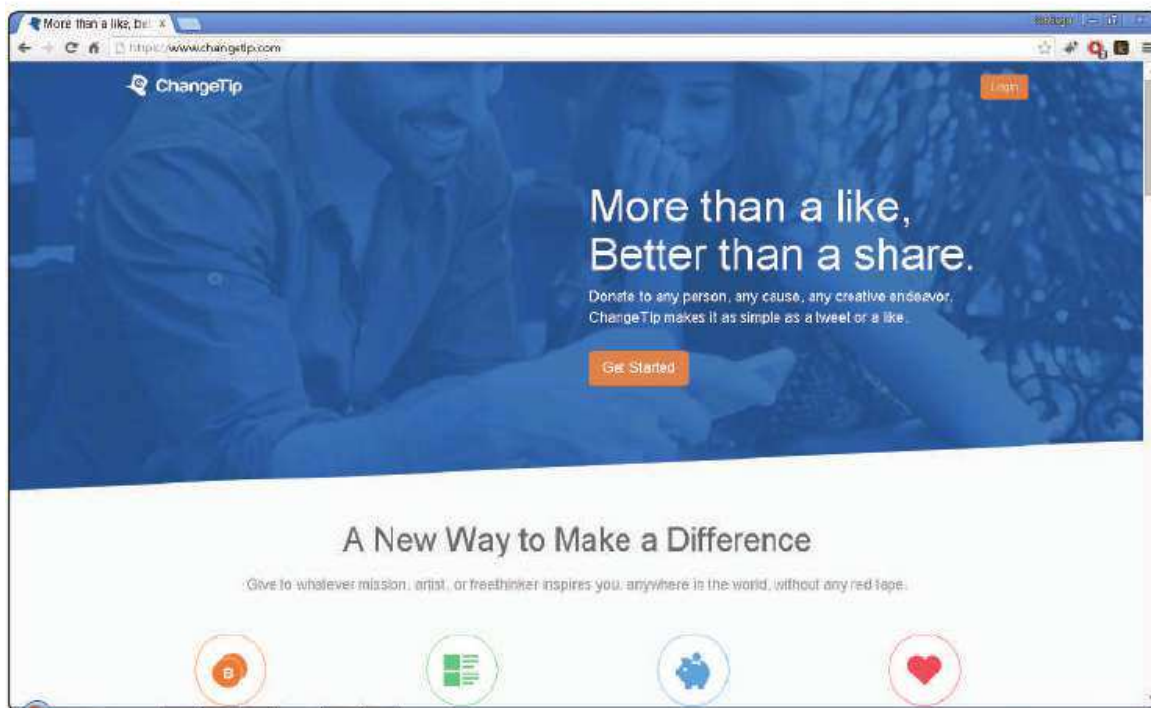 More than a like, be
https://www.changetip.com
ChangeTip
Login
More than a like,
Better than a share.
Donate to any person, any cause, any creative endeavor.
ChangeTip makes it as simple as a tweet or a like.
Get Started
A New Way to Make a Difference
Give to whatever mission, artist, or freethinker inspires you, anywhere in the world, without any red tape.